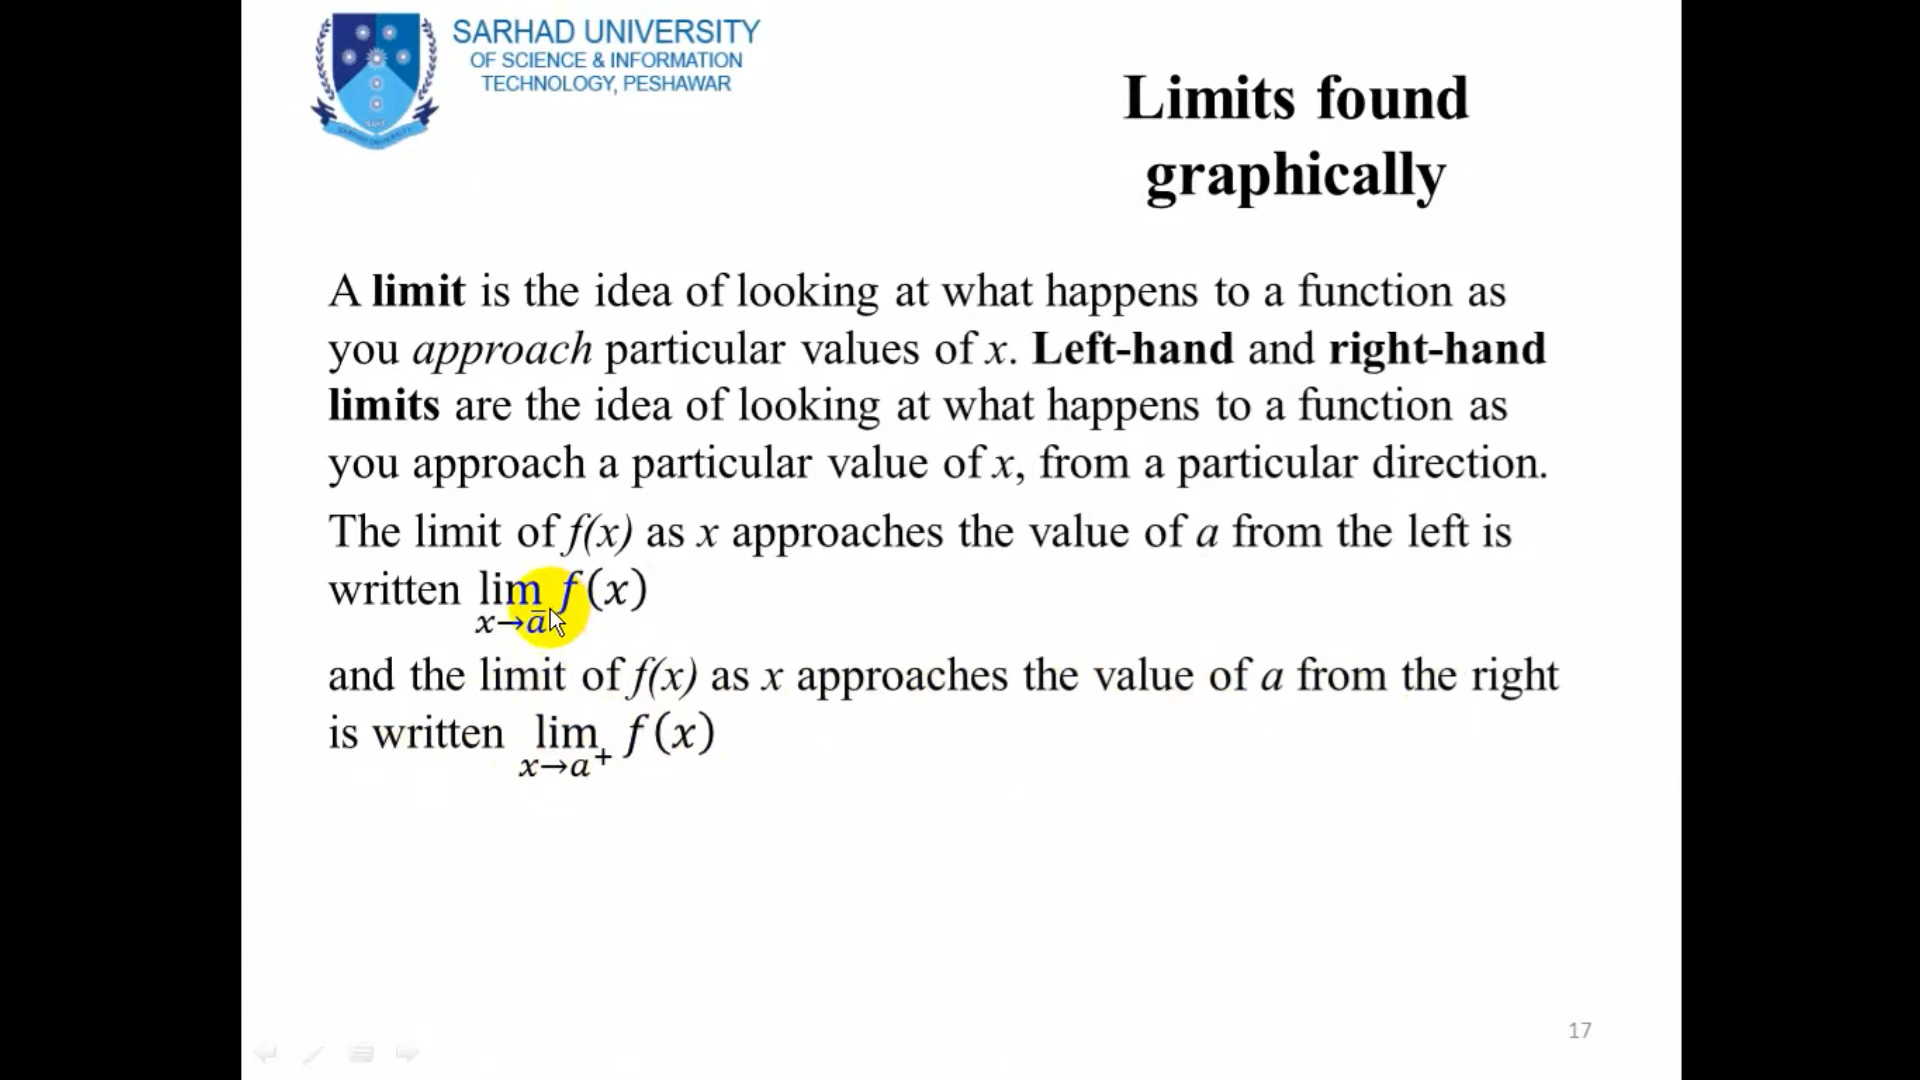 SARHAD UNIVERSITY
OF SCIENCE & INFORMATION
TECHNOLOGY, PESHAWAR
Limits found
graphically
A limit is the idea of looking at what happens to a function as
you approach particular values of x. Left-hand and right-hand
limits are the idea of looking at what happens to a function as
you approach a particular value of x, from a particular direction.
The limit of f(x) as x approaches the value of a from the left is
written lim f(x)
x→a̅
and the limit of f(x) as x approaches the value of a from the right
is written lim f(x)
x→a⁺
17